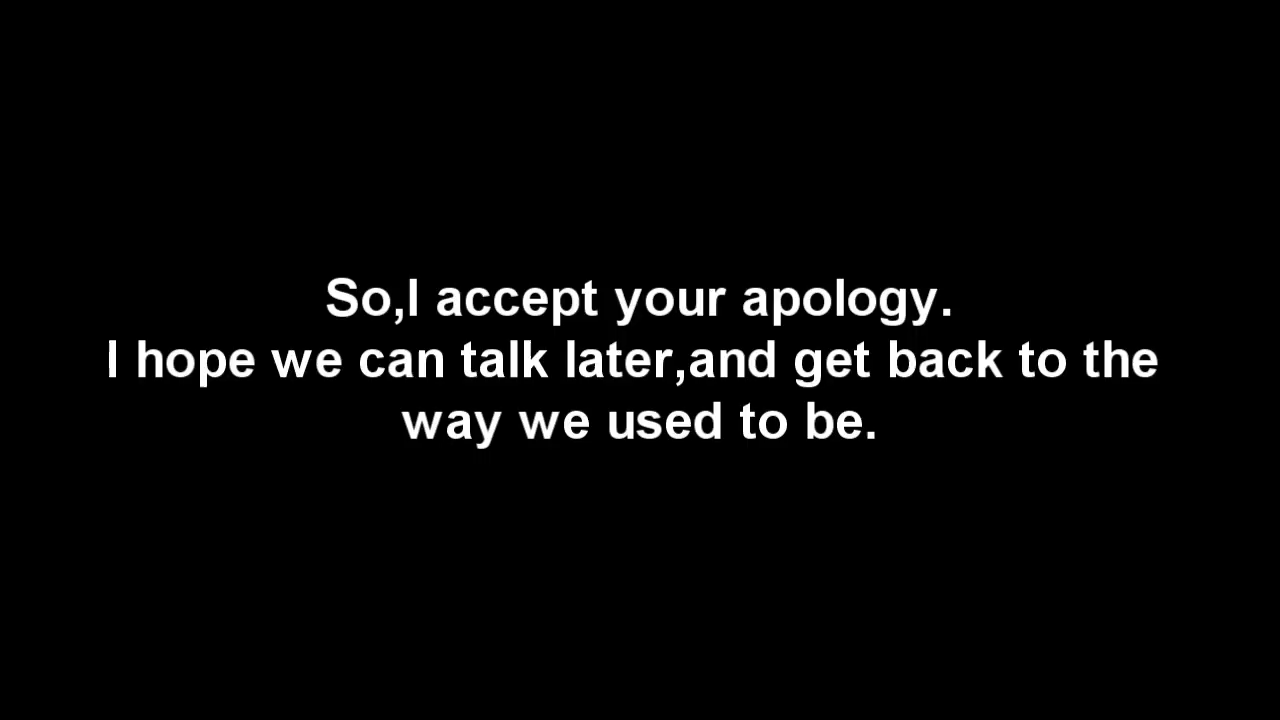 So,I accept your apology.
I hope we can talk later,and get back to the
way we used to be.